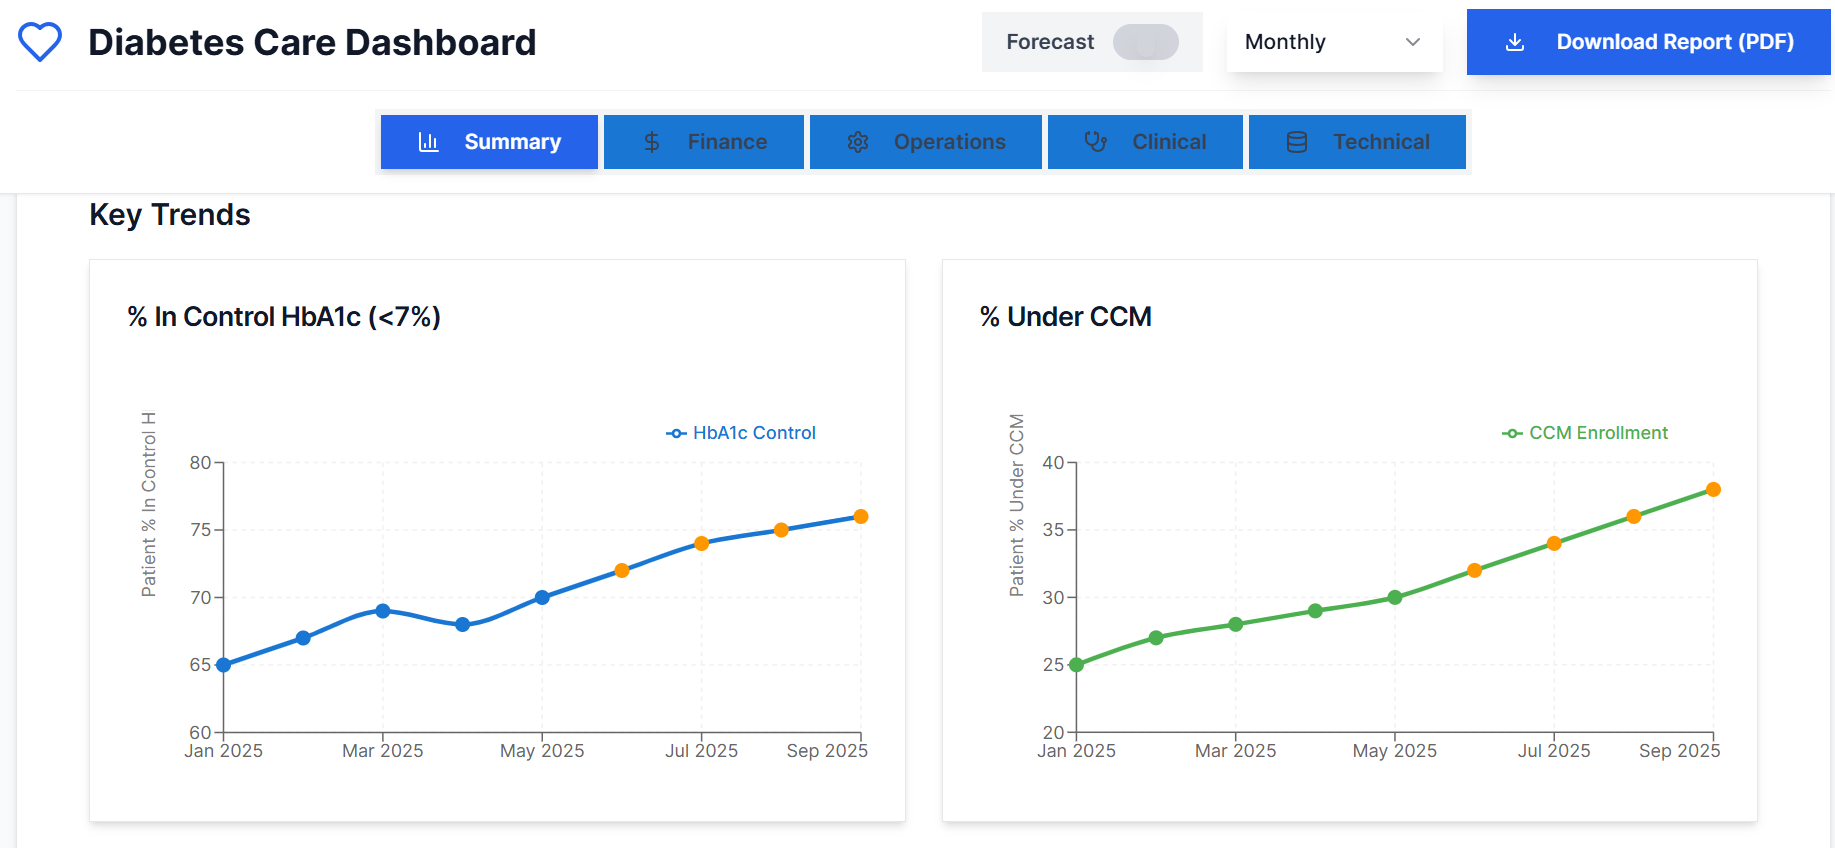 Diabetes Care Dashboard
Forecast
Monthly
Download Report (PDF)
Summary
Finance
Operations
Clinical
Technical
Key Trends
% In Control HbA1c (<7%)
HbA1c Control
Patient % In Control H
80
75
70
65
60
Jan 2025
Mar 2025
May 2025
Jul 2025
Sep 2025
% Under CCM
CCM Enrollment
Patient % Under CCM
40
35
30
25
20
Jan 2025
Mar 2025
May 2025
Jul 2025
Sep 2025